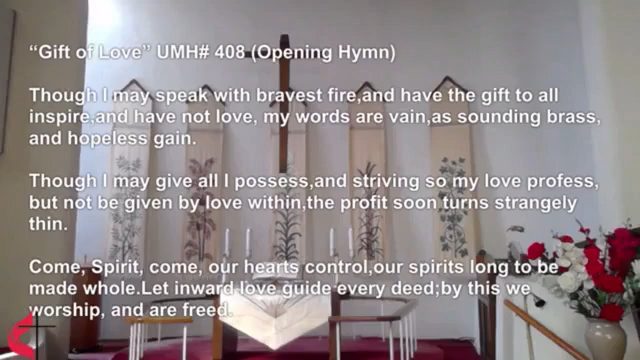 “Gift of Love” UMH# 408 (Opening Hymn)
Though I may speak with bravest fire,and have the gift to all
inspire,and have not love, my words are vain,as sounding brass,
and hopeless gain.
Though I may give all I possess,and striving so my love profess,
but not be given by love within,the profit soon turns strangely
thin.
Come, Spirit, come, our hearts control,our spirits long to be
made whole.Let inward love guide every deed;by this we
worship, and are freed.